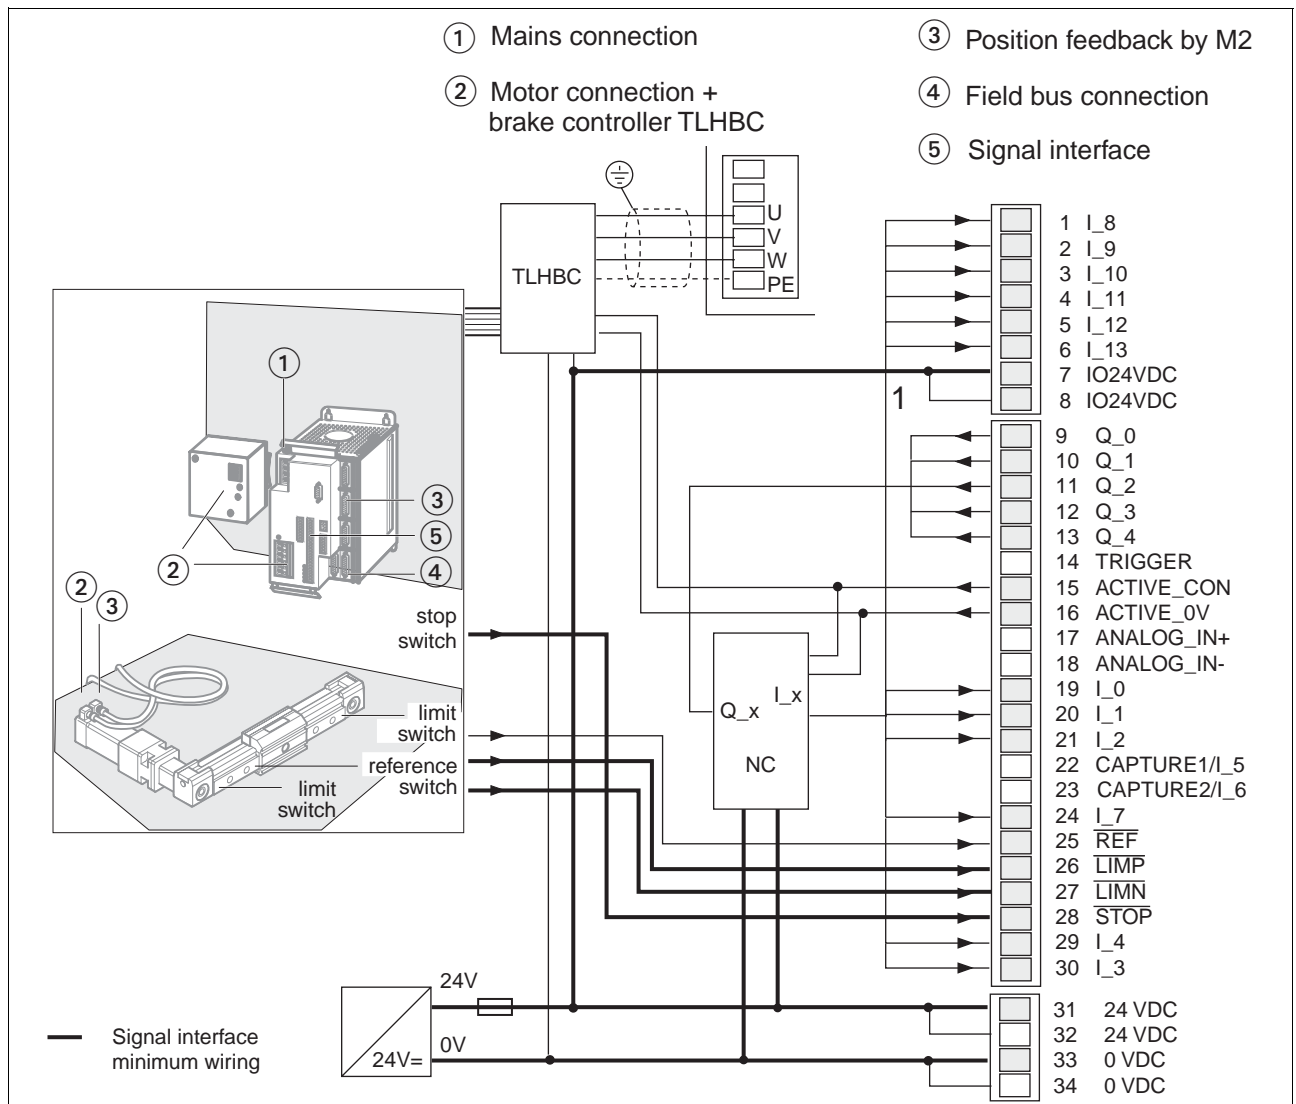 1 Mains connection
2 Motor connection +
brake controller TLHBC
3 Position feedback by M2
4 Field bus connection
5 Signal interface
U
V
W
PE
TLHBC
1
3
5
2
4
2
3
stop
switch
limit
switch
reference
switch
limit
switch
1
Q_x
I_x
NC
1 I_8
2 I_9
3 I_10
4 I_11
5 I_12
6 I_13
7 IO24VDC
8 IO24VDC
9 Q_0
10 Q_1
11 Q_2
12 Q_3
13 Q_4
14 TRIGGER
15 ACTIVE_CON
16 ACTIVE_0V
17 ANALOG_IN+
18 ANALOG_IN-
19 I_0
20 I_1
21 I_2
22 CAPTURE1/I_5
23 CAPTURE2/I_6
24 I_7
25 REF
26 LIMP
27 LIMN
28 STOP
29 I_4
30 I_3
31 24 VDC
32 24 VDC
33 0 VDC
34 0 VDC
24V
0V
24V=
Signal interface
minimum wiring